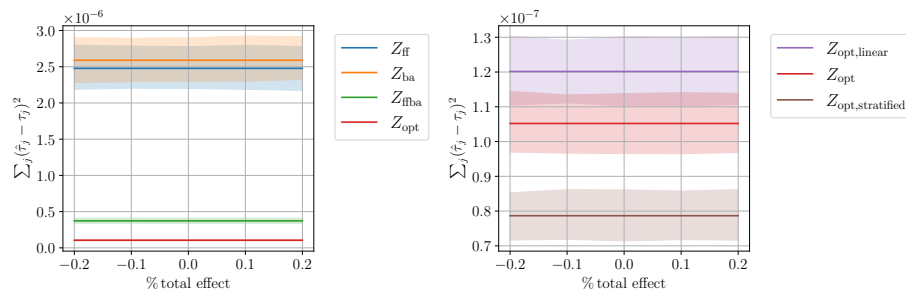 ×10⁻⁶
3.0
2.5
2.0
1.5
1.0
0.5
0.0
∑ⱼ(τ̂ⱼ − τⱼ)²
−0.2 −0.1 0.0 0.1 0.2
% total effect
Z_ff
Z_ba
Z_ffba
Z_opt
×10⁻⁷
1.3
1.2
1.1
1.0
0.9
0.8
0.7
∑ⱼ(τ̂ⱼ − τⱼ)²
−0.2 −0.1 0.0 0.1 0.2
% total effect
Z_opt,linear
Z_opt
Z_opt,stratified